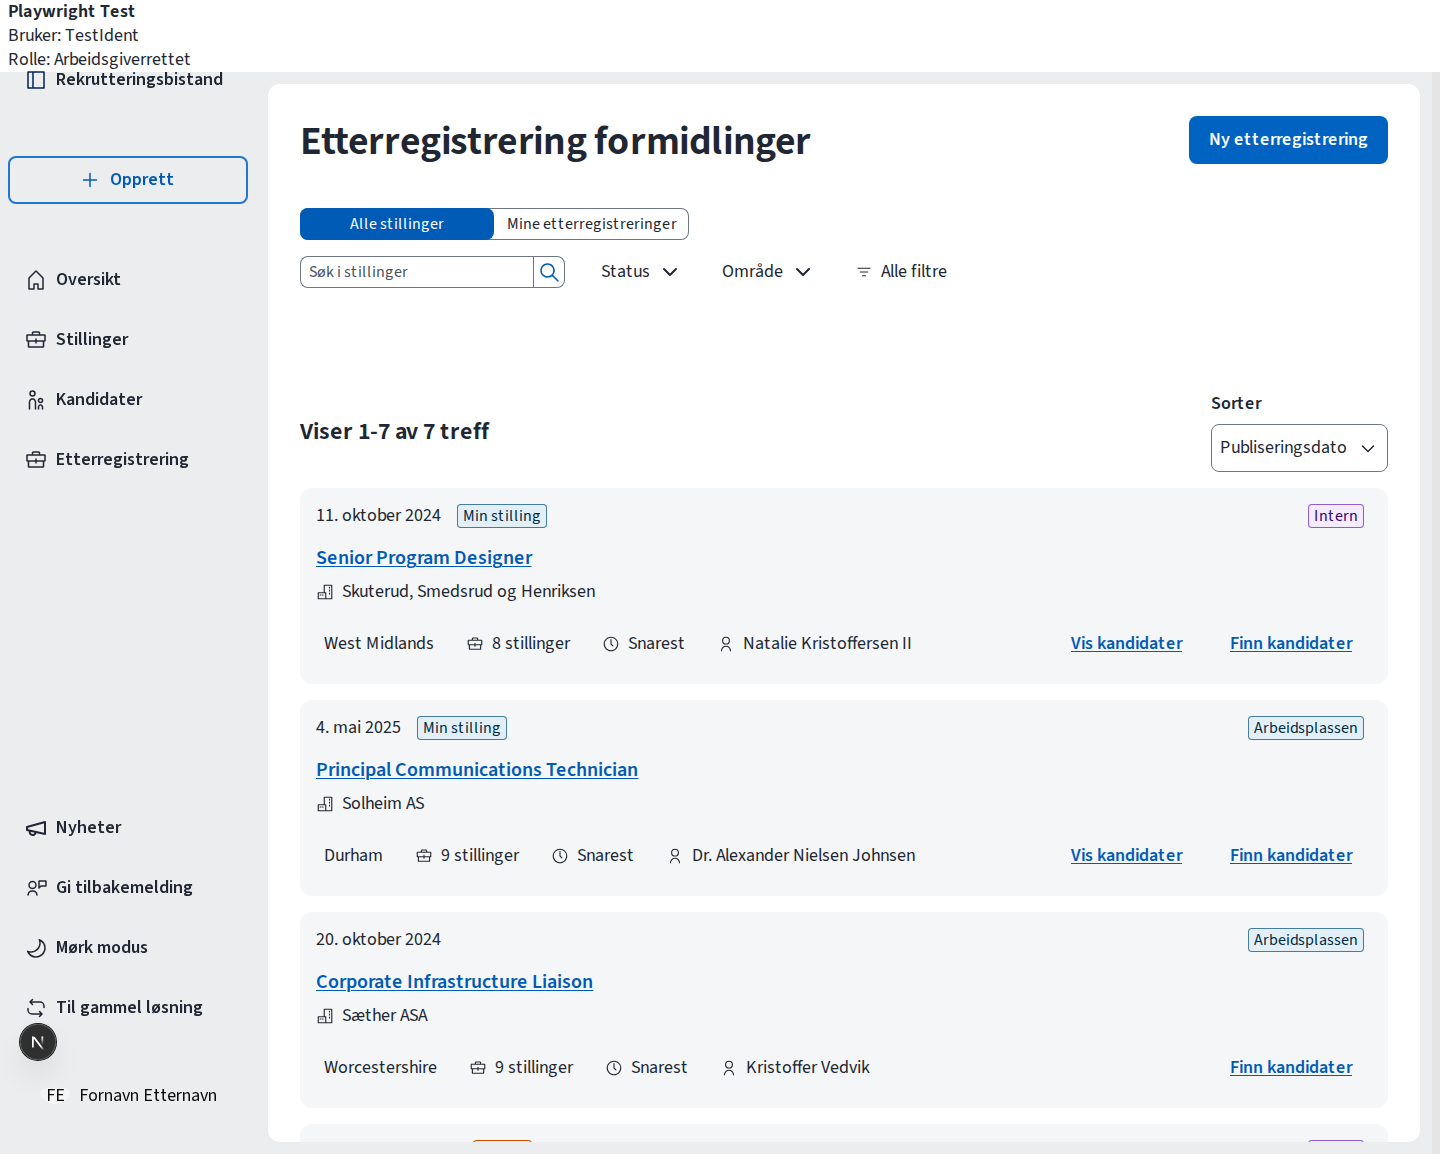 Playwright Test
Bruker: TestIdent
Rolle: Arbeidsgiverrettet
Rekrutteringsbistand
Opprett
Oversikt
Stillinger
Kandidater
Etterregistrering
Nyheter
Gi tilbakemelding
Mørk modus
Til gammel løsning
N
FE Fornavn Etternavn
Etterregistrering formidlinger
Ny etterregistrering
Alle stillinger
Mine etterregistreringer
Søk i stillinger
Status
Område
Alle filtre
Viser 1-7 av 7 treff
Sorter
Publiseringsdato
11. oktober 2024 Min stilling Intern
Senior Program Designer
Skuterud, Smedsrud og Henriksen
West Midlands 8 stillinger Snarest Natalie Kristoffersen II Vis kandidater Finn kandidater
4. mai 2025 Min stilling Arbeidsplassen
Principal Communications Technician
Solheim AS
Durham 9 stillinger Snarest Dr. Alexander Nielsen Johnsen Vis kandidater Finn kandidater
20. oktober 2024 Arbeidsplassen
Corporate Infrastructure Liaison
Sæther ASA
Worcestershire 9 stillinger Snarest Kristoffer Vedvik Finn kandidater